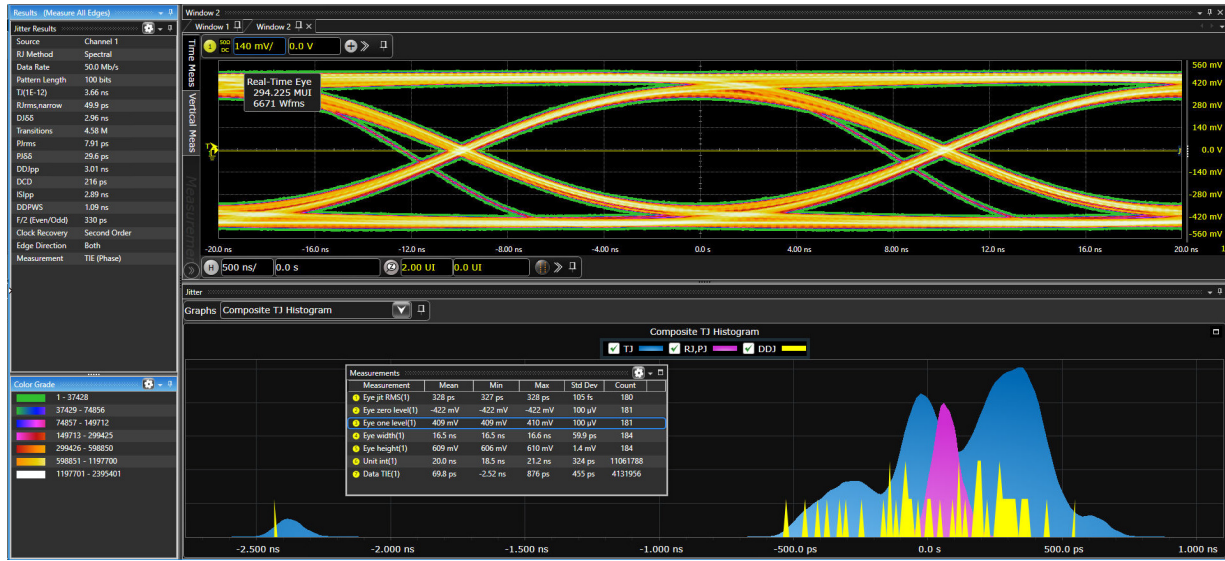 Results (Measure All Edges)
Jitter Results
Source Channel 1
RJ Method Spectral
Data Rate 50.0 Mb/s
Pattern Length 100 bits
TJ(1E-12) 3.66 ns
RJrms,narrow 49.9 ps
DJδδ 2.96 ns
Transitions 4.58 M
PJrms 7.91 ps
PJδδ 29.6 ps
DDJpp 3.01 ns
DCD 216 ps
ISIpp 2.89 ns
DDPWS 1.09 ns
F/2 (Even/Odd) 330 ps
Clock Recovery Second Order
Edge Direction Both
Measurement TIE (Phase)
Color Grade
1 - 37428
37429 - 74856
74857 - 149712
149713 - 299425
299426 - 598850
598851 - 1197700
1197701 - 2395401
Window 2
Window 1 Window 2
Time Meas
Vertical Meas
Measurements
1 50Ω DC 140 mV/ 0.0 V
Real-Time Eye
294.225 MUI
6671 Wfms
560 mV
420 mV
280 mV
140 mV
0.0 V
-140 mV
-280 mV
-420 mV
-560 mV
-20.0 ns -16.0 ns -12.0 ns -8.00 ns -4.00 ns 0.0 s 4.00 ns 8.00 ns 12.0 ns 16.0 ns 20.0 ns
H 500 ns/ 0.0 s Z 2.00 UI 0.0 UI
Jitter
Graphs Composite TJ Histogram
Composite TJ Histogram
TJ RJ,PJ DDJ
Measurements
Measurement Mean Min Max Std Dev Count
Eye jit RMS(1) 328 ps 327 ps 328 ps 105 fs 180
Eye zero level(1) -422 mV -422 mV -422 mV 100 μV 181
Eye one level(1) 409 mV 409 mV 410 mV 100 μV 181
Eye width(1) 16.5 ns 16.5 ns 16.6 ns 59.9 ps 184
Eye height(1) 609 mV 606 mV 610 mV 1.4 mV 184
Unit int(1) 20.0 ns 18.5 ns 21.2 ns 324 ps 11061788
Data TIE(1) 69.8 ps -2.52 ns 876 ps 455 ps 4131956
-2.500 ns -2.000 ns -1.500 ns -1.000 ns -500.0 ps 0.0 s 500.0 ps 1.000 ns